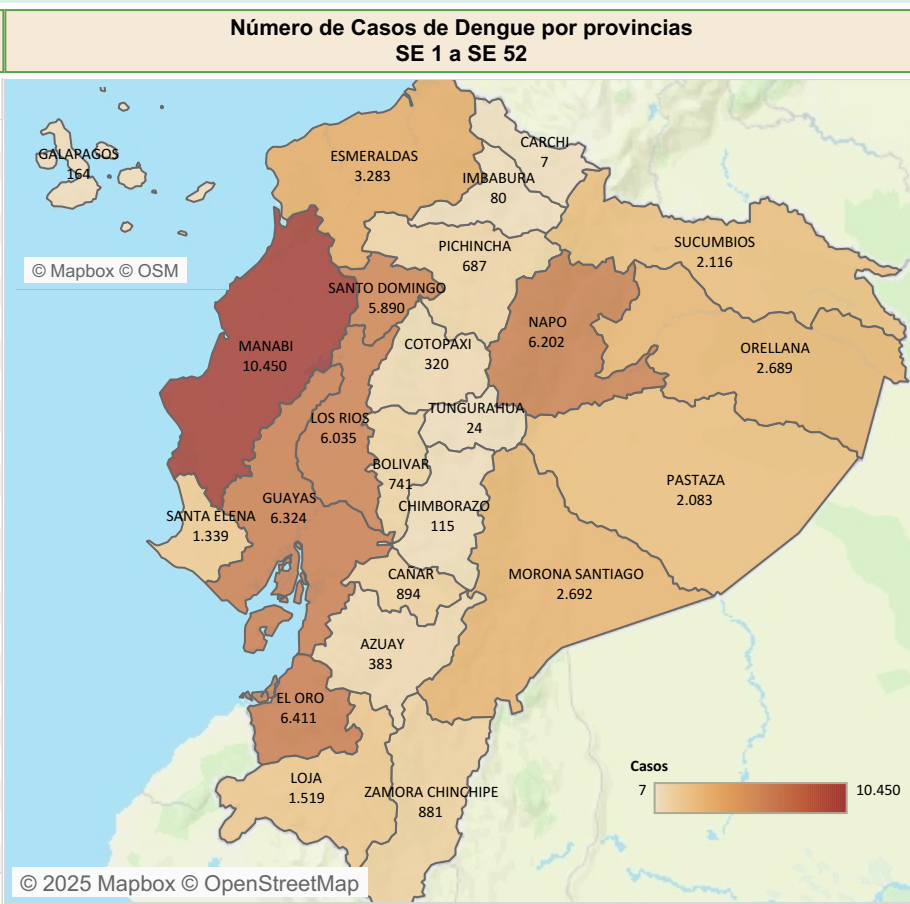 Número de Casos de Dengue por provincias
SE 1 a SE 52
GALAPAGOS
164
© Mapbox © OSM
ESMERALDAS
3.283
CARCHI
7
IMBABURA
80
PICHINCHA
687
SUCUMBIOS
2.116
SANTO DOMINGO
5.890
NAPO
6.202
MANABI
10.450
COTOPAXI
320
ORELLANA
2.689
LOS RIOS
6.035
TUNGURAHUA
24
BOLIVAR
741
PASTAZA
2.083
GUAYAS
6.324
CHIMBORAZO
115
SANTA ELENA
1.339
CAÑAR
894
MORONA SANTIAGO
2.692
AZUAY
383
EL ORO
6.411
LOJA
1.519
ZAMORA CHINCHIPE
881
Casos
7 10.450
© 2025 Mapbox © OpenStreetMap